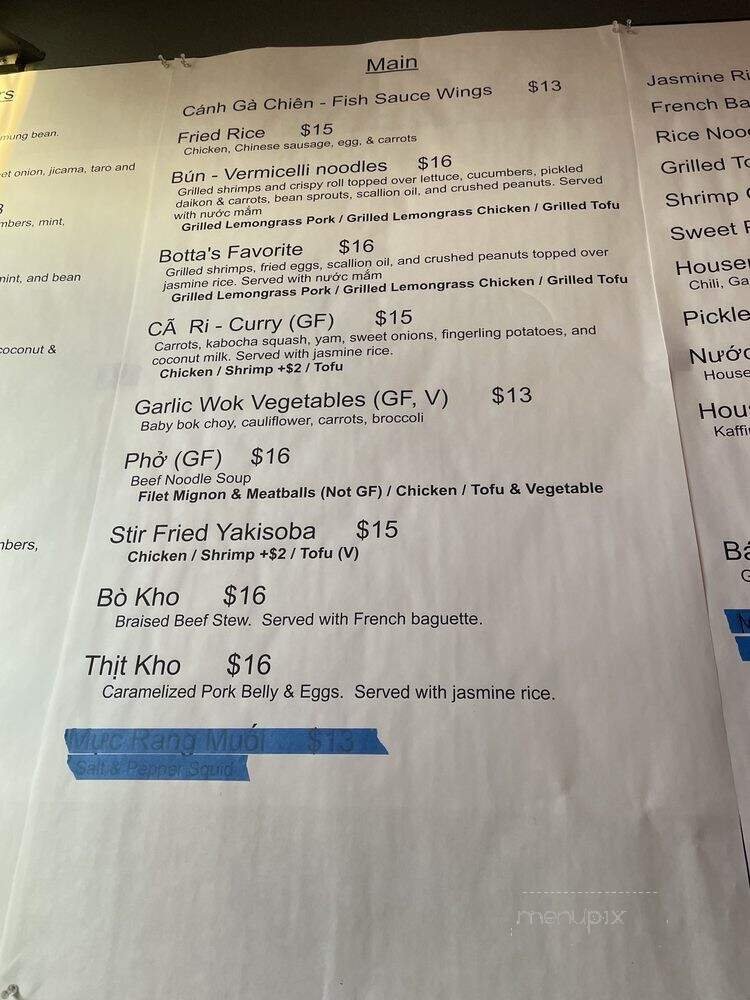 rs
mung bean.
et onion, jicama, taro and
mbers, mint,
mint, and bean
coconut &
mbers,
Main
Cánh Gà Chiên - Fish Sauce Wings $13
Fried Rice $15
Chicken, Chinese sausage, egg, & carrots
Bún - Vermicelli noodles $16
Grilled shrimps and crispy roll topped over lettuce, cucumbers, pickled
daikon & carrots, bean sprouts, scallion oil, and crushed peanuts. Served
with nước mắm
Grilled Lemongrass Pork / Grilled Lemongrass Chicken / Grilled Tofu
Botta's Favorite $16
Grilled shrimps, fried eggs, scallion oil, and crushed peanuts topped over
jasmine rice. Served with nước mắm
Grilled Lemongrass Pork / Grilled Lemongrass Chicken / Grilled Tofu
CÃ Ri - Curry (GF) $15
Carrots, kabocha squash, yam, sweet onions, fingerling potatoes, and
coconut milk. Served with jasmine rice.
Chicken / Shrimp +$2 / Tofu
Garlic Wok Vegetables (GF, V) $13
Baby bok choy, cauliflower, carrots, broccoli
Phở (GF) $16
Beef Noodle Soup
Filet Mignon & Meatballs (Not GF) / Chicken / Tofu & Vegetable
Stir Fried Yakisoba $15
Chicken / Shrimp +$2 / Tofu (V)
Bò Kho $16
Braised Beef Stew. Served with French baguette.
Thịt Kho $16
Caramelized Pork Belly & Eggs. Served with jasmine rice.
Mực Rang Muối $13
Salt & Pepper Squid
Jasmine Ri
French Ba
Rice Noo
Grilled To
Shrimp
Sweet
House
Chili, Ga
Pickle
Nước
House
Hous
Kaffi
Bá
menupix